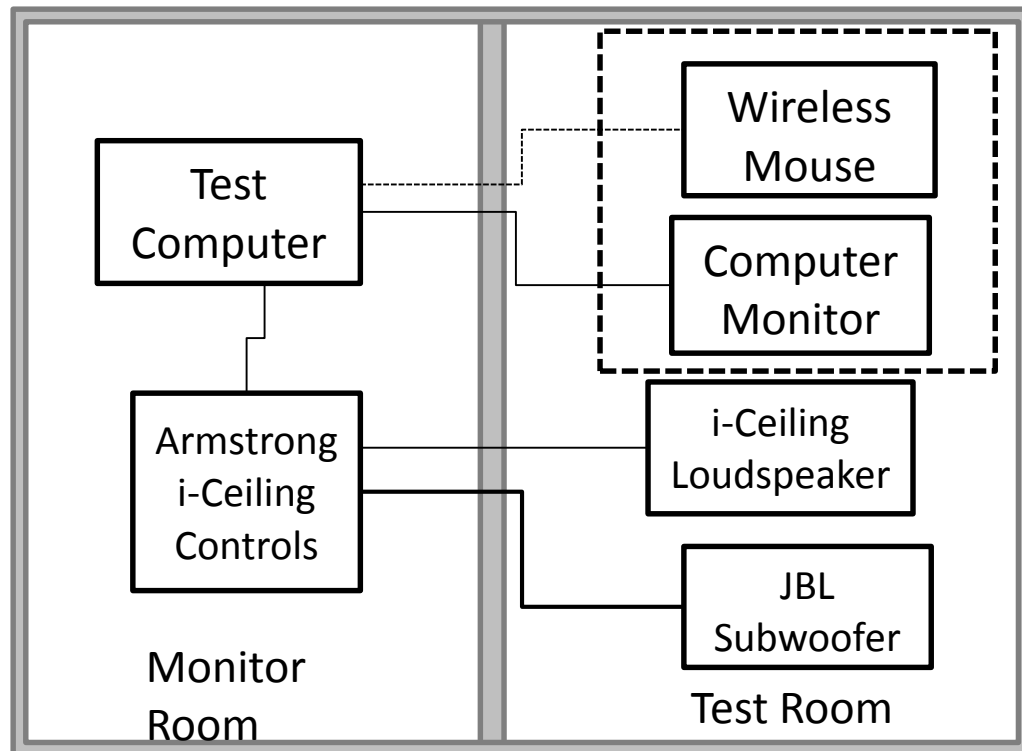 Test
Computer
Armstrong
i-Ceiling
Controls
Monitor
Room
Wireless
Mouse
Computer
Monitor
i-Ceiling
Loudspeaker
JBL
Subwoofer
Test Room